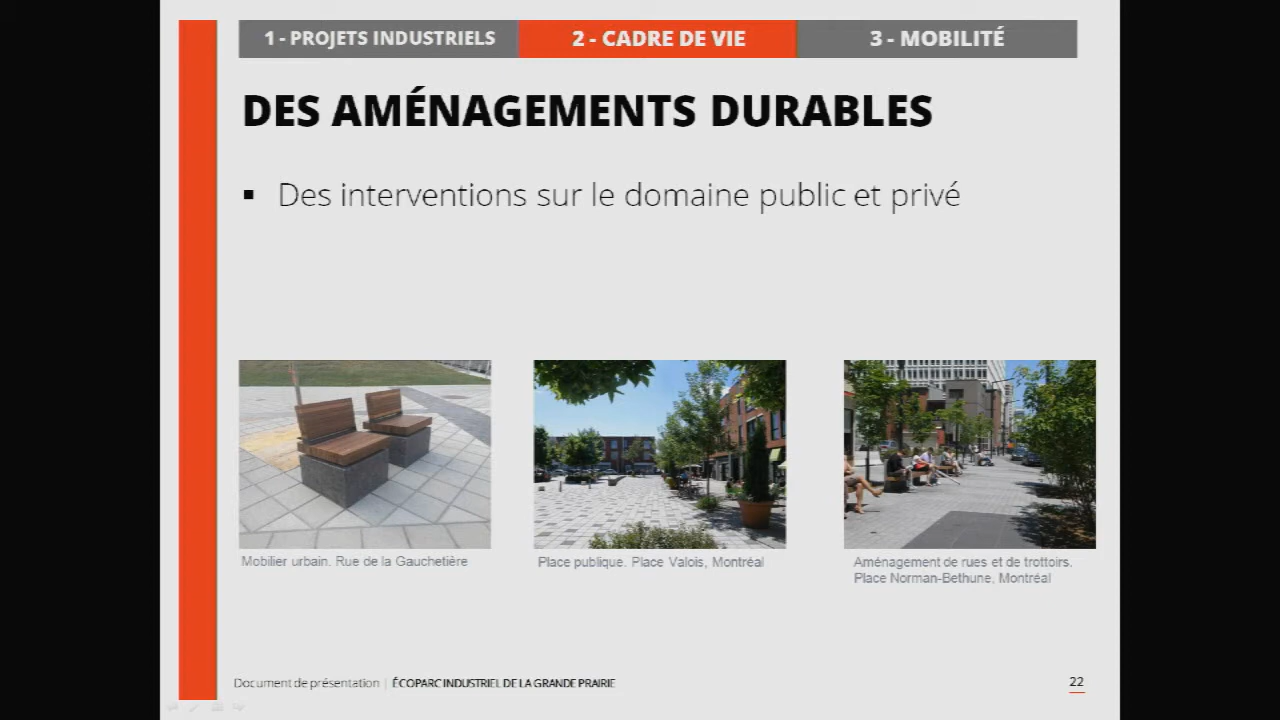 1 - PROJETS INDUSTRIELS
2 - CADRE DE VIE
3 - MOBILITÉ
DES AMÉNAGEMENTS DURABLES
▪ Des interventions sur le domaine public et privé
Mobilier urbain. Rue de la Gauchetière
Place publique. Place Valois, Montréal
Aménagement de rues et de trottoirs.
Place Norman-Bethune, Montréal
Document de présentation | ÉCOPARC INDUSTRIEL DE LA GRANDE PRAIRIE
22